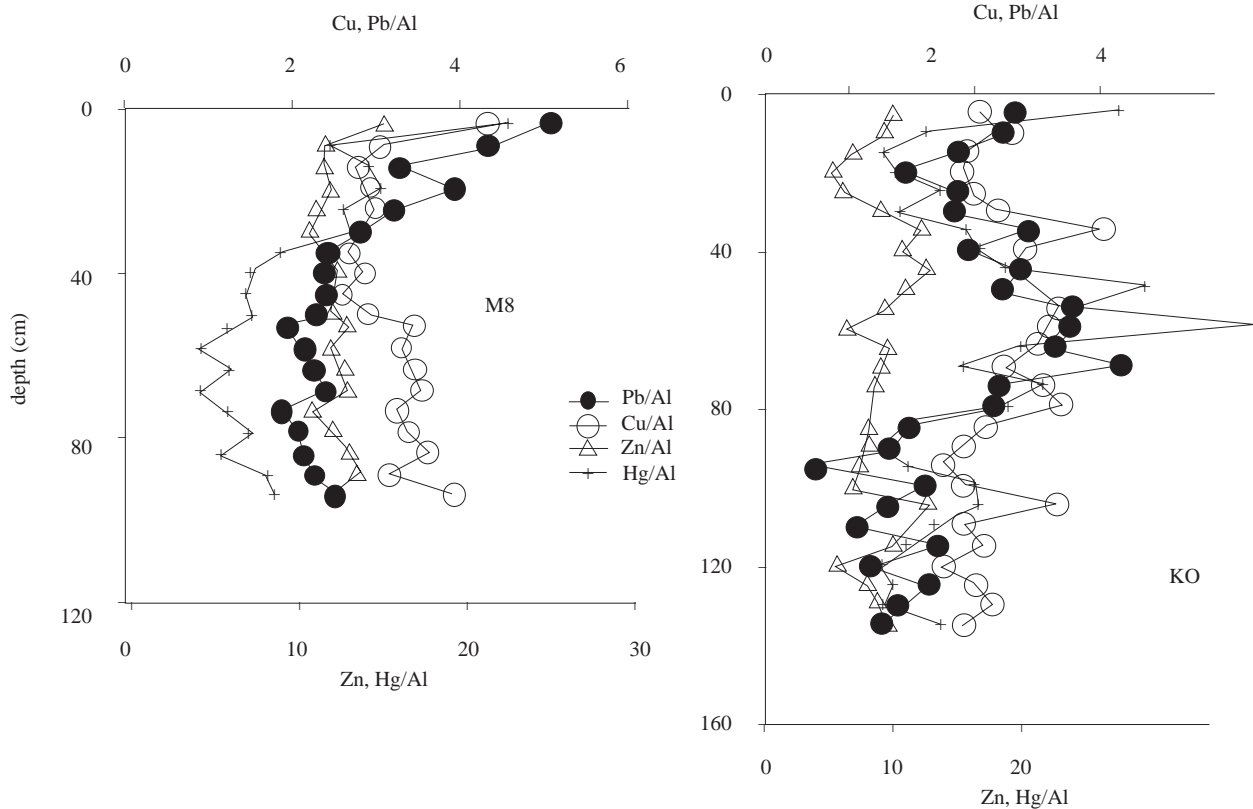 Cu, Pb/Al
0 2 4 6
0
40
80
120
depth (cm)
M8
Pb/Al
Cu/Al
Zn/Al
Hg/Al
0 10 20 30
Zn, Hg/Al
Cu, Pb/Al
0 2 4
0
40
80
120
160
KO
0 10 20
Zn, Hg/Al